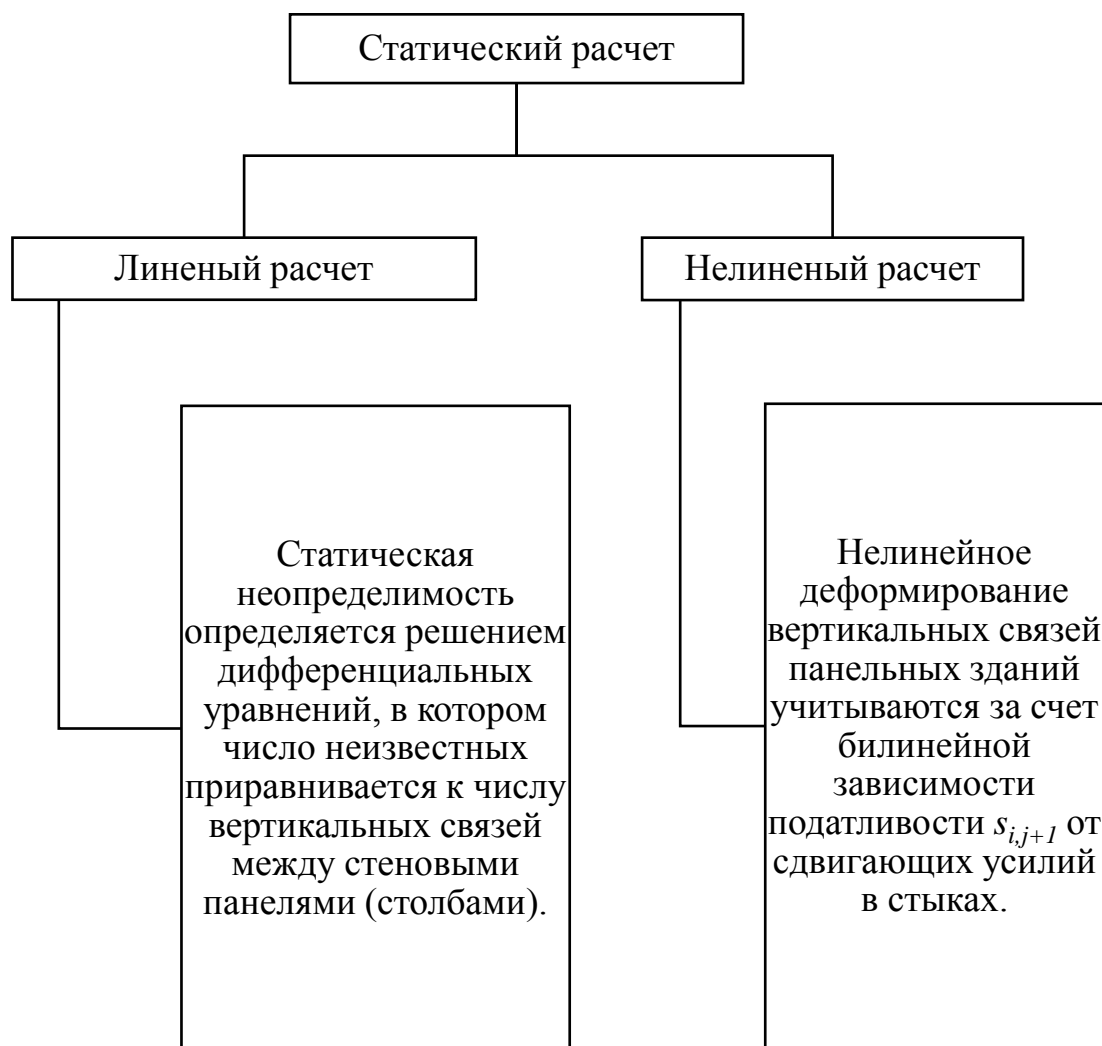 Статический расчет
Линеный расчет
Нелиненый расчет
Статическая
неопределимость
определяется решением
дифференциальных
уравнений, в котором
число неизвестных
приравнивается к числу
вертикальных связей
между стеновыми
панелями (столбами).
Нелинейное
деформирование
вертикальных связей
панельных зданий
учитываются за счет
билинейной
зависимости
податливости s_{i,j+1} от
сдвигающих усилий
в стыках.